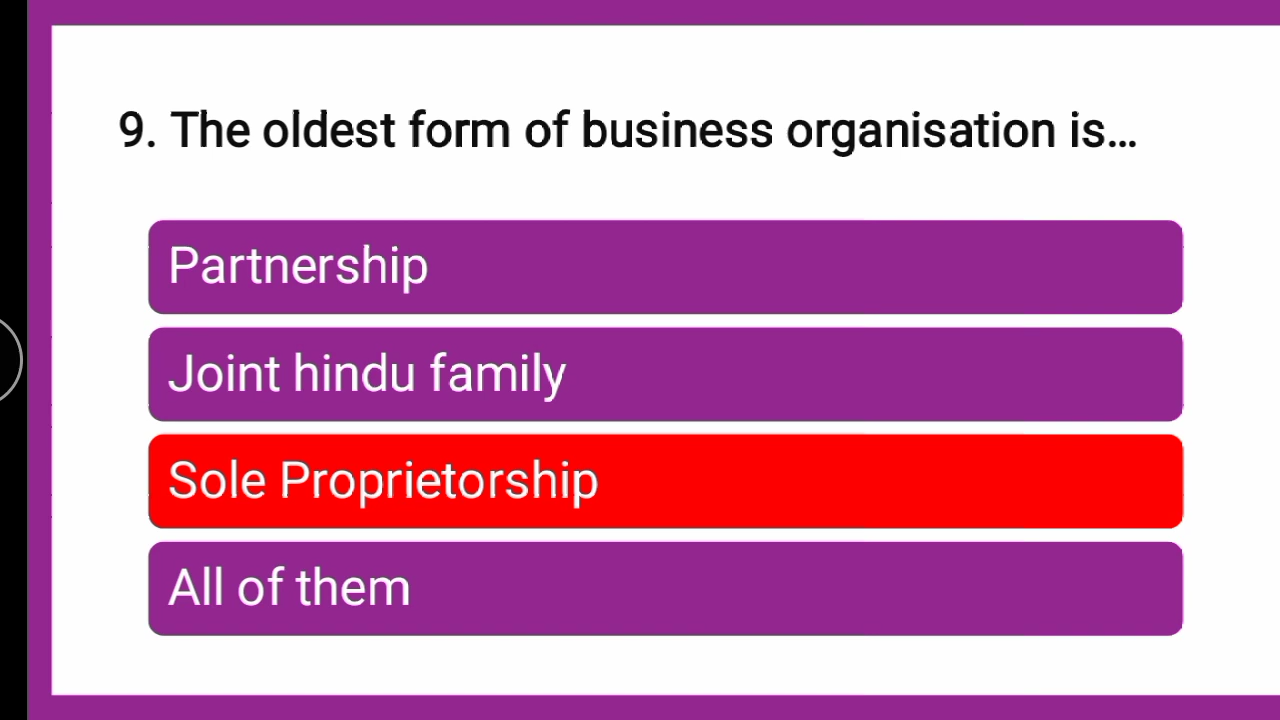 9. The oldest form of business organisation is...
Partnership
Joint hindu family
Sole Proprietorship
All of them